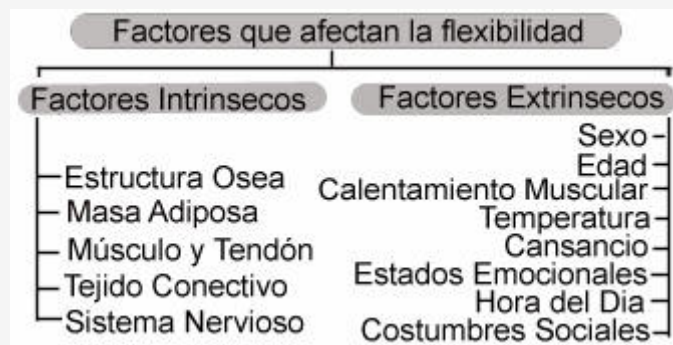 Factores que afectan la flexibilidad
Factores Intrinsecos
Estructura Osea
Masa Adiposa
Músculo y Tendón
Tejido Conectivo
Sistema Nervioso
Factores Extrinsecos
Sexo
Edad
Calentamiento Muscular
Temperatura
Cansancio
Estados Emocionales
Hora del Dia
Costumbres Sociales